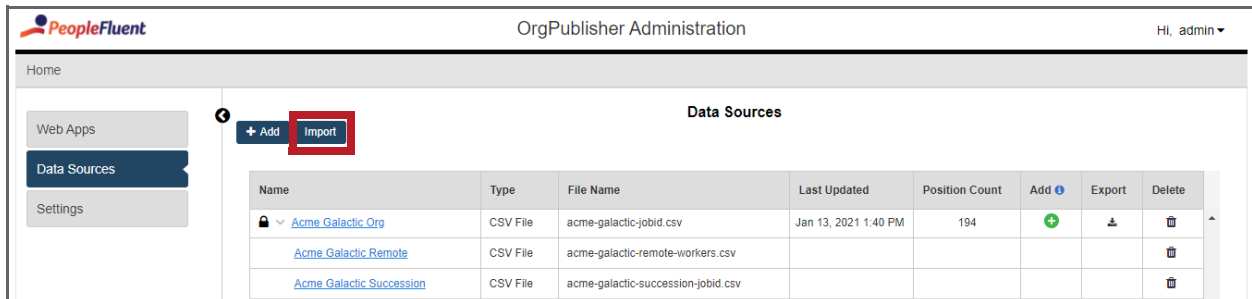 PeopleFluent
OrgPublisher Administration
Hi, admin
Home
Web Apps
Data Sources
Settings
Data Sources
+ Add
Import
Name Type File Name Last Updated Position Count Add Export Delete
Acme Galactic Org CSV File acme-galactic-jobid.csv Jan 13, 2021 1:40 PM 194
Acme Galactic Remote CSV File acme-galactic-remote-workers.csv
Acme Galactic Succession CSV File acme-galactic-succession-jobid.csv